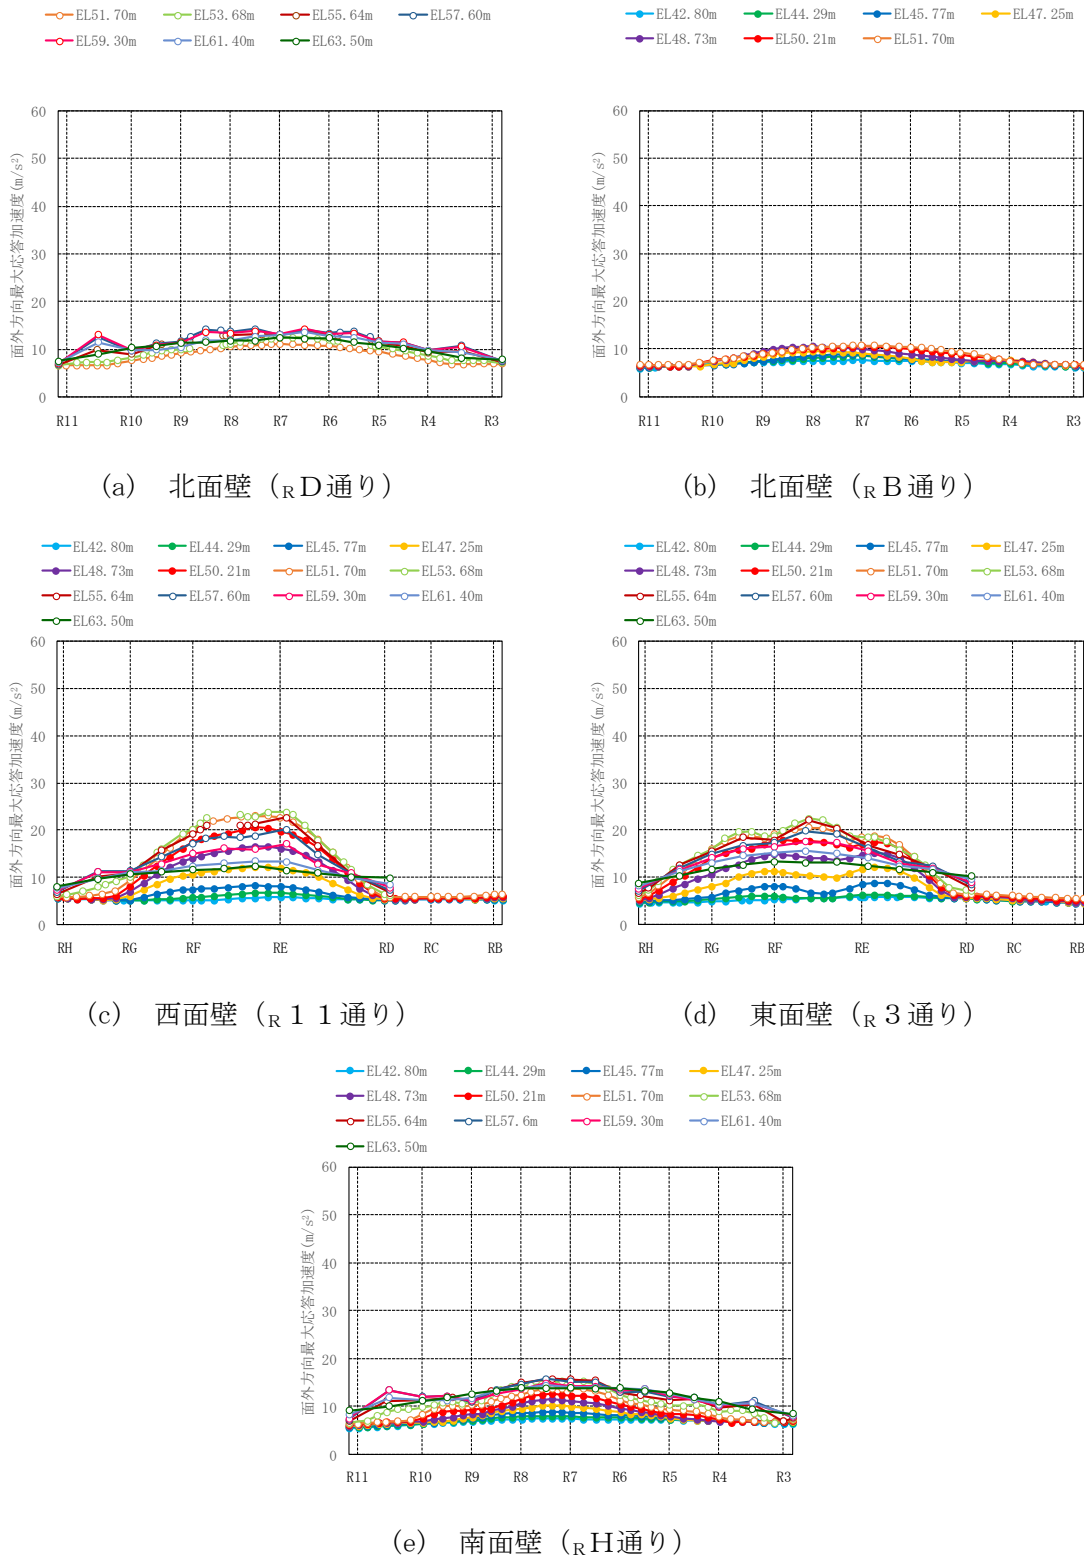 EL51.70m EL53.68m EL55.64m EL57.60m
EL59.30m EL61.40m EL63.50m
面外方向最大応答加速度(m/s²)
60
50
40
30
20
10
0
R11 R10 R9 R8 R7 R6 R5 R4 R3
(a) 北面壁（RD通り）
EL42.80m EL44.29m EL45.77m EL47.25m
EL48.73m EL50.21m EL51.70m
面外方向最大応答加速度(m/s²)
60
50
40
30
20
10
0
R11 R10 R9 R8 R7 R6 R5 R4 R3
(b) 北面壁（RB通り）
EL42.80m EL44.29m EL45.77m EL47.25m
EL48.73m EL50.21m EL51.70m EL53.68m
EL55.64m EL57.60m EL59.30m EL61.40m
EL63.50m
面外方向最大応答加速度(m/s²)
60
50
40
30
20
10
0
RH RG RF RE RD RC RB
(c) 西面壁（R１１通り）
EL42.80m EL44.29m EL45.77m EL47.25m
EL48.73m EL50.21m EL51.70m EL53.68m
EL55.64m EL57.60m EL59.30m EL61.40m
EL63.50m
面外方向最大応答加速度(m/s²)
60
50
40
30
20
10
0
RH RG RF RE RD RC RB
(d) 東面壁（R３通り）
EL42.80m EL44.29m EL45.77m EL47.25m
EL48.73m EL50.21m EL51.70m EL53.68m
EL55.64m EL57.6m EL59.30m EL61.40m
EL63.50m
面外方向最大応答加速度(m/s²)
60
50
40
30
20
10
0
R11 R10 R9 R8 R7 R6 R5 R4 R3
(e) 南面壁（RH通り）